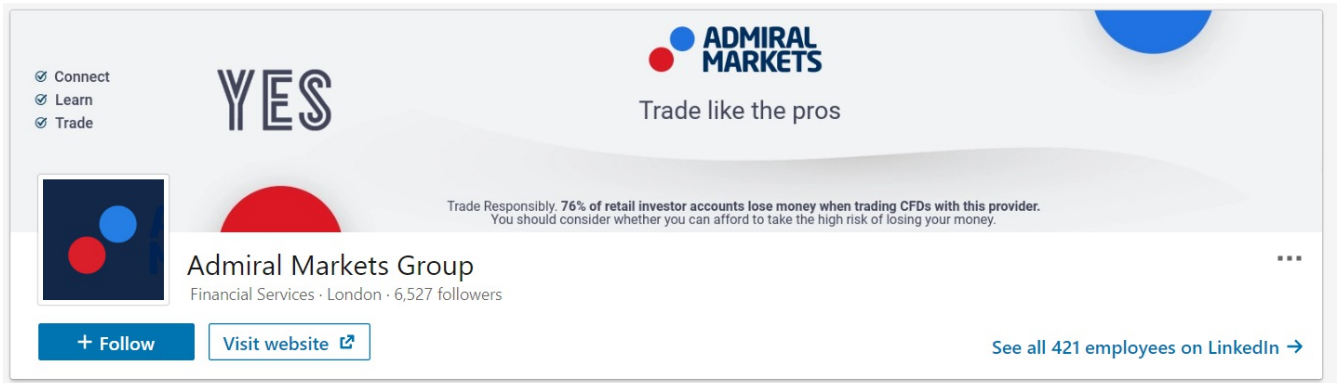 Connect
Learn
Trade
YES
ADMIRAL
MARKETS
Trade like the pros
Trade Responsibly. 76% of retail investor accounts lose money when trading CFDs with this provider.
You should consider whether you can afford to take the high risk of losing your money.
Admiral Markets Group
Financial Services · London · 6,527 followers
+ Follow
Visit website
See all 421 employees on LinkedIn →